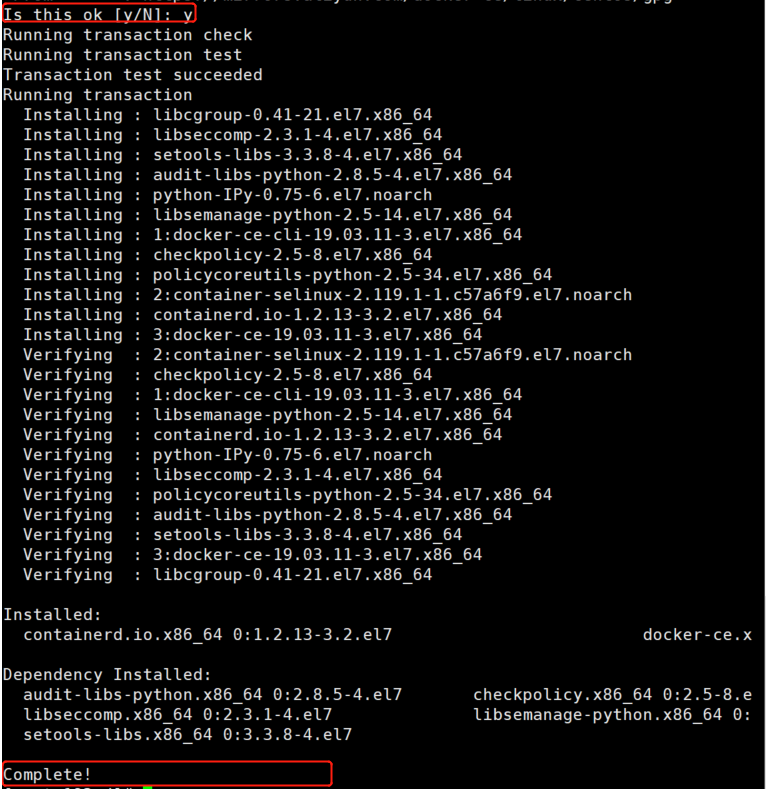 Is this ok [y/N]: y
Running transaction check
Running transaction test
Transaction test succeeded
Running transaction
  Installing : libcgroup-0.41-21.el7.x86_64
  Installing : libseccomp-2.3.1-4.el7.x86_64
  Installing : setools-libs-3.3.8-4.el7.x86_64
  Installing : audit-libs-python-2.8.5-4.el7.x86_64
  Installing : python-IPy-0.75-6.el7.noarch
  Installing : libsemanage-python-2.5-14.el7.x86_64
  Installing : 1:docker-ce-cli-19.03.11-3.el7.x86_64
  Installing : checkpolicy-2.5-8.el7.x86_64
  Installing : policycoreutils-python-2.5-34.el7.x86_64
  Installing : 2:container-selinux-2.119.1-1.c57a6f9.el7.noarch
  Installing : containerd.io-1.2.13-3.2.el7.x86_64
  Installing : 3:docker-ce-19.03.11-3.el7.x86_64
  Verifying  : 2:container-selinux-2.119.1-1.c57a6f9.el7.noarch
  Verifying  : checkpolicy-2.5-8.el7.x86_64
  Verifying  : 1:docker-ce-cli-19.03.11-3.el7.x86_64
  Verifying  : libsemanage-python-2.5-14.el7.x86_64
  Verifying  : containerd.io-1.2.13-3.2.el7.x86_64
  Verifying  : python-IPy-0.75-6.el7.noarch
  Verifying  : libseccomp-2.3.1-4.el7.x86_64
  Verifying  : policycoreutils-python-2.5-34.el7.x86_64
  Verifying  : audit-libs-python-2.8.5-4.el7.x86_64
  Verifying  : setools-libs-3.3.8-4.el7.x86_64
  Verifying  : 3:docker-ce-19.03.11-3.el7.x86_64
  Verifying  : libcgroup-0.41-21.el7.x86_64

Installed:
  containerd.io.x86_64 0:1.2.13-3.2.el7                         docker-ce.x

Dependency Installed:
  audit-libs-python.x86_64 0:2.8.5-4.el7       checkpolicy.x86_64 0:2.5-8.e
  libseccomp.x86_64 0:2.3.1-4.el7              libsemanage-python.x86_64 0:
  setools-libs.x86_64 0:3.3.8-4.el7

Complete!